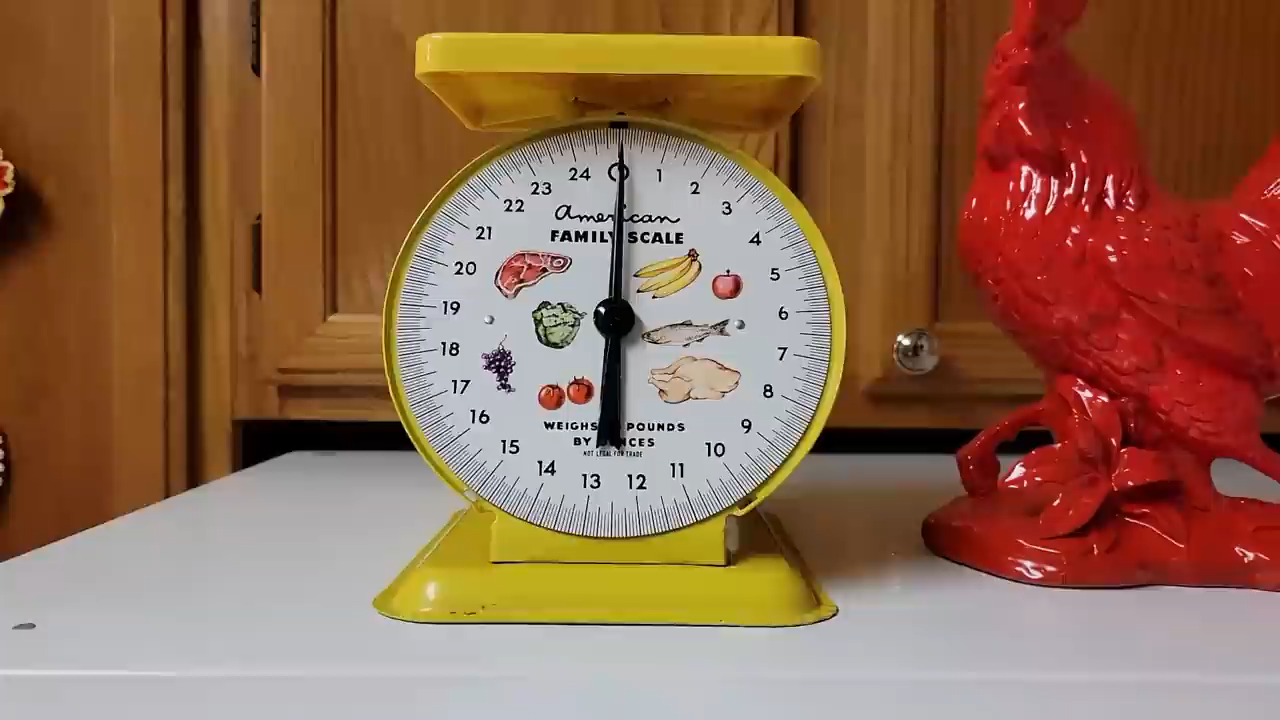 24 0 1
23 2
22 3
American
FAMILY SCALE
21 4
20 5
19 6
18 7
17 8
16 9
WEIGHS POUNDS
BY OUNCES
NOT LEGAL FOR TRADE
15 10
14 11
13 12